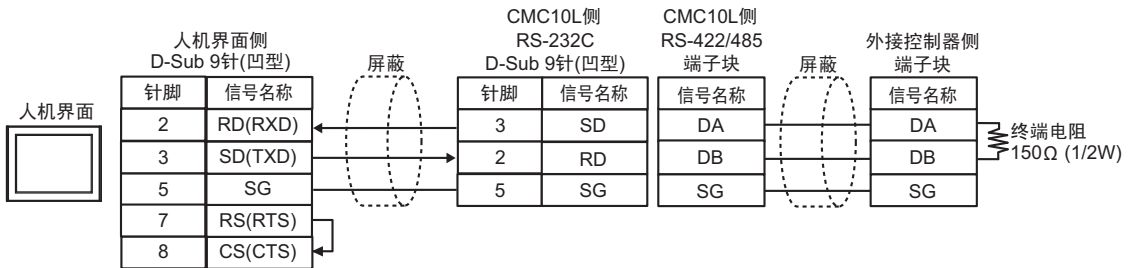 人机界面
人机界面侧
D-Sub 9针(凹型)
针脚 信号名称
2 RD(RXD)
3 SD(TXD)
5 SG
7 RS(RTS)
8 CS(CTS)
屏蔽
CMC10L侧
RS-232C
D-Sub 9针(凹型)
针脚 信号名称
3 SD
2 RD
5 SG
CMC10L侧
RS-422/485
端子块
信号名称
DA
DB
SG
屏蔽
外接控制器侧
端子块
信号名称
DA
DB
SG
终端电阻
150Ω (1/2W)